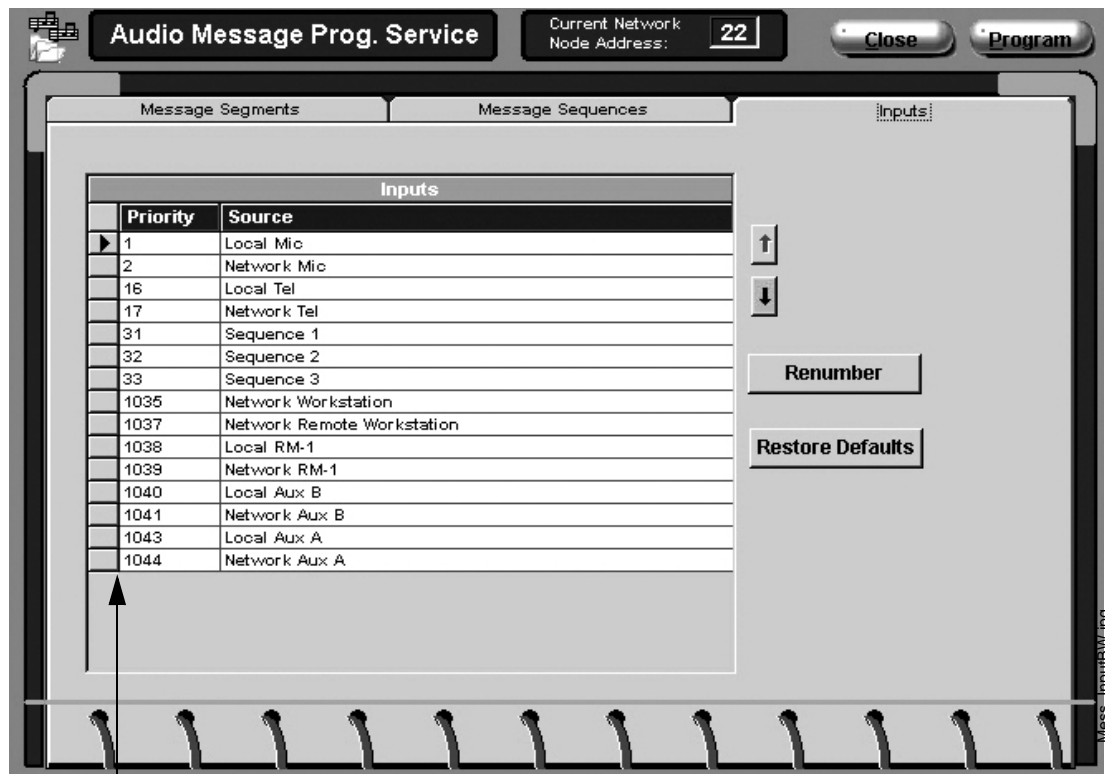 Audio Message Prog. Service
Current Network
Node Address:
22
Close
Program
Message Segments
Message Sequences
Inputs
Inputs
Priority Source
1 Local Mic
2 Network Mic
16 Local Tel
17 Network Tel
31 Sequence 1
32 Sequence 2
33 Sequence 3
1035 Network Workstation
1037 Network Remote Workstation
1038 Local RM-1
1039 Network RM-1
1040 Local Aux B
1041 Network Aux B
1043 Local Aux A
1044 Network Aux A
Renumber
Restore Defaults
Mess_InputBW.jpg